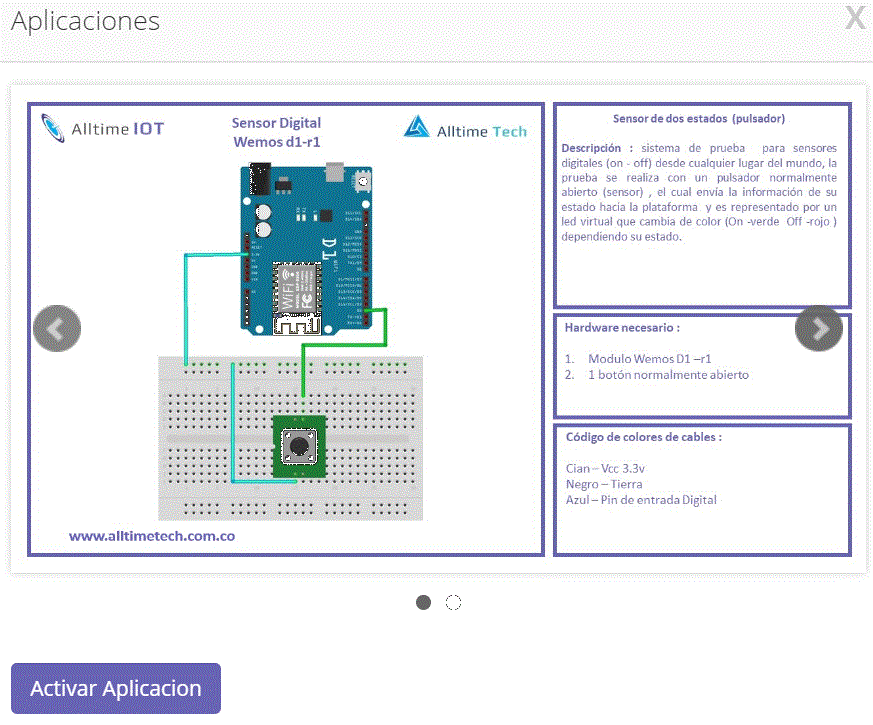 Aplicaciones
X
Alltime IOT
Sensor Digital
Wemos d1-r1
Alltime Tech
D1
WiFi
WiFi
FC
www.alltimetech.com.co
Sensor de dos estados (pulsador)
Descripción : sistema de prueba para sensores
digitales (on - off) desde cualquier lugar del mundo, la
prueba se realiza con un pulsador normalmente
abierto (sensor) , el cual envía la información de su
estado hacia la plataforma y es representado por un
led virtual que cambia de color (On -verde Off -rojo )
dependiendo su estado.
Hardware necesario :
1. Modulo Wemos D1 –r1
2. 1 botón normalmente abierto
Código de colores de cables :
Cian – Vcc 3.3v
Negro – Tierra
Azul – Pin de entrada Digital
Activar Aplicacion